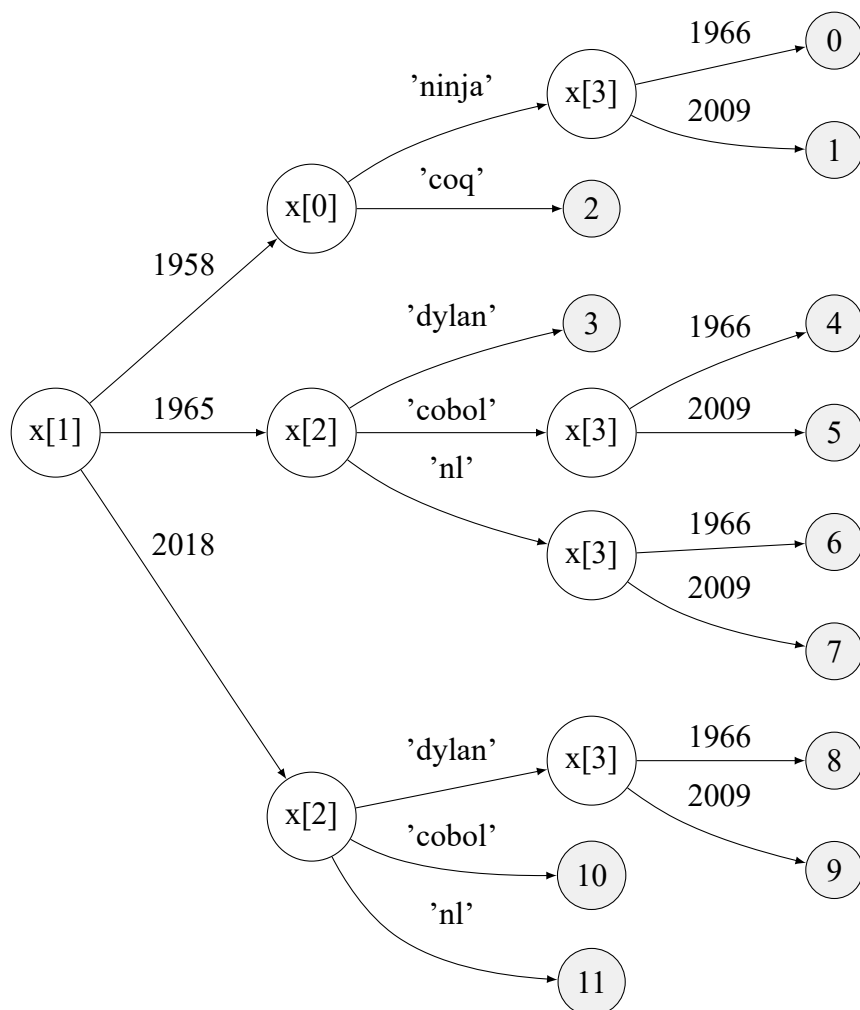 1966
0
’ninja’
x[3]
2009
1
’coq’
x[0]
2
1958
’dylan’
3
1966
4
1965
’cobol’
2009
x[1]
x[2]
x[3]
5
’nl’
2018
1966
x[3]
6
2009
7
’dylan’
1966
x[3]
8
2009
x[2]
’cobol’
10
9
’nl’
11